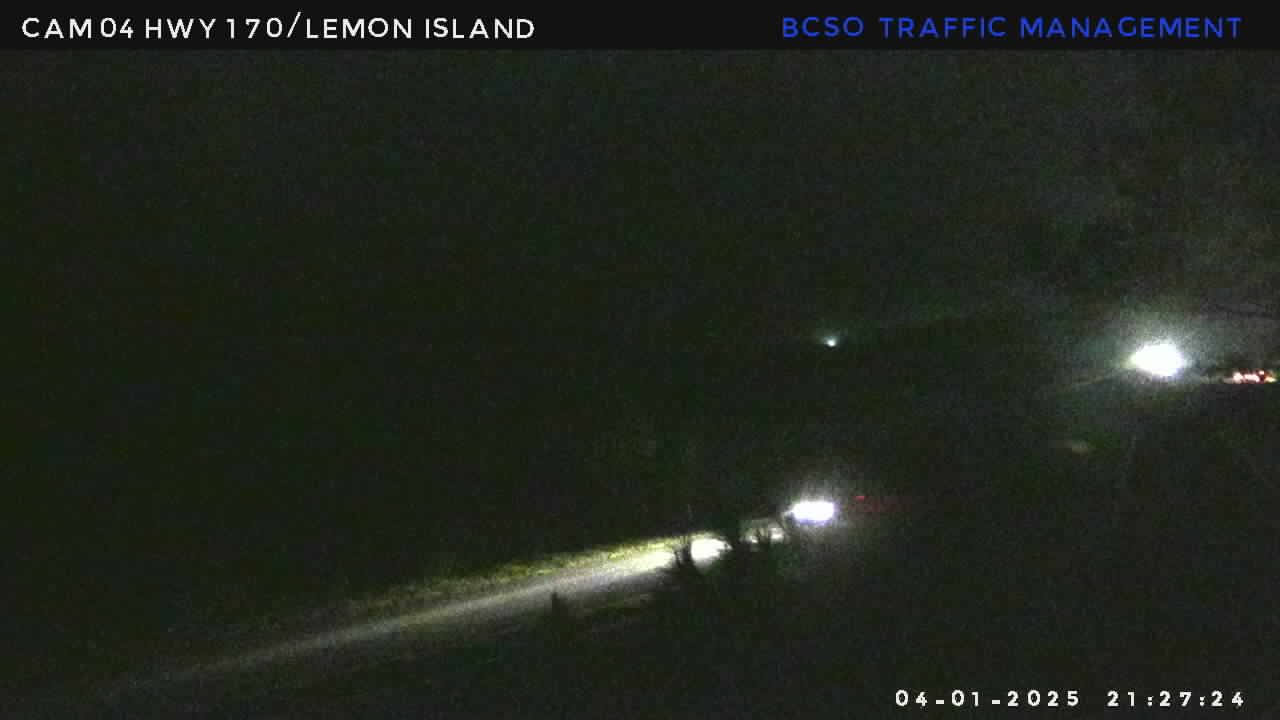 CAM04 HWY 170/LEMON ISLAND
BCSO TRAFFIC MANAGEMENT
04-01-2025 21:27:24